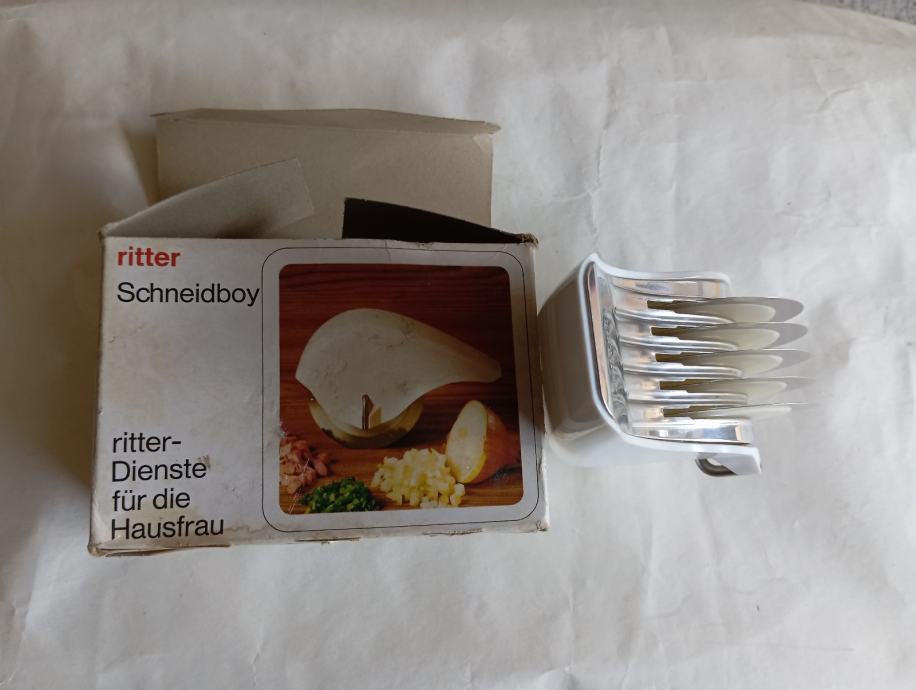 ritter
Schneidboy
ritter-
Dienste
für die
Hausfrau